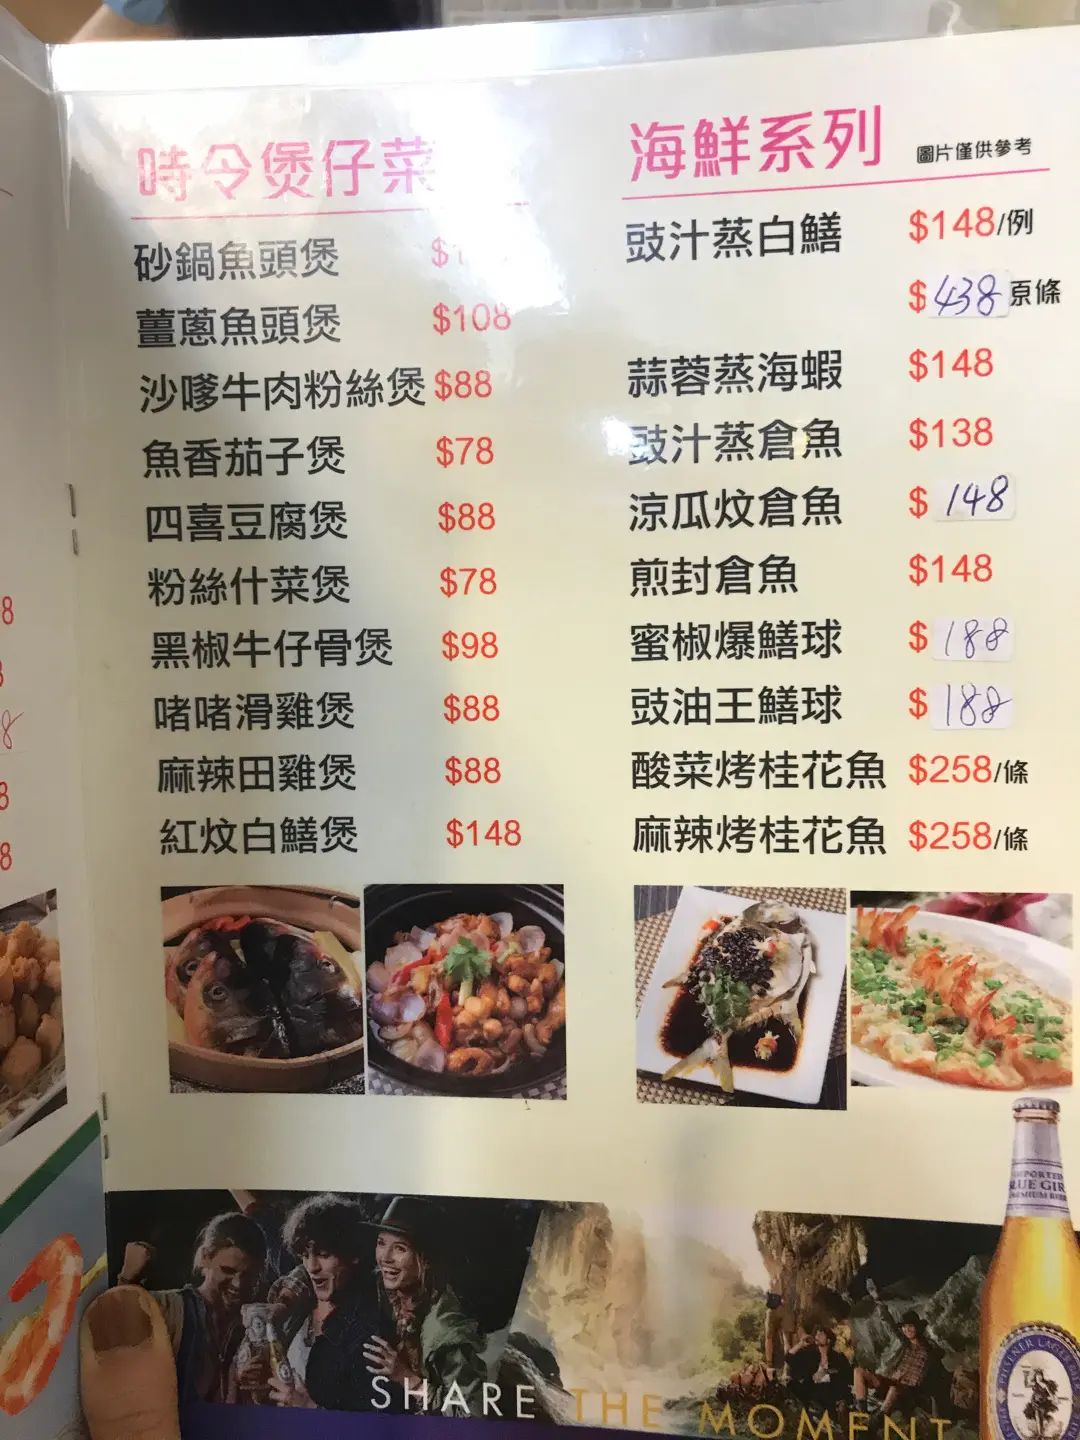 時令煲仔菜
砂鍋魚頭煲
薑蔥魚頭煲 $108
沙嗲牛肉粉絲煲 $88
魚香茄子煲 $78
四喜豆腐煲 $88
粉絲什菜煲 $78
黑椒牛仔骨煲 $98
啫啫滑雞煲 $88
麻辣田雞煲 $88
紅炆白鱔煲 $148
海鮮系列 圖片僅供參考
豉汁蒸白鱔 $148/例
$438 原條
蒜蓉蒸海蝦 $148
豉汁蒸倉魚 $138
涼瓜炆倉魚 $148
煎封倉魚 $148
蜜椒爆鱔球 $188
豉油王鱔球 $188
酸菜烤桂花魚 $258/條
麻辣烤桂花魚 $258/條
SHARE THE MOMENT
IMPORTED
PILSENER LAGER
8
8
8
8